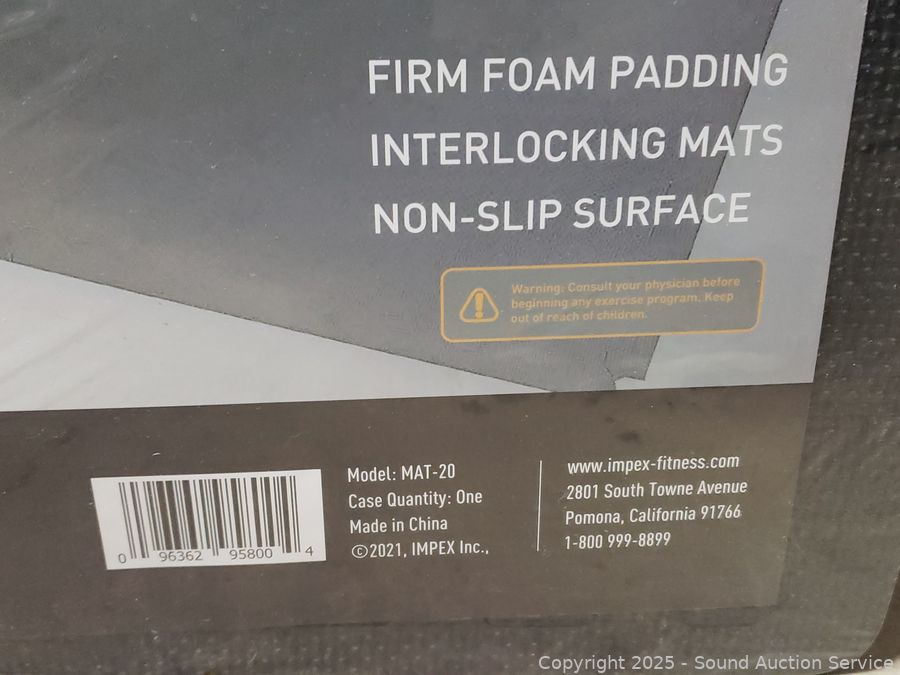 FIRM FOAM PADDING
INTERLOCKING MATS
NON-SLIP SURFACE
Warning: Consult your physician before
beginning any exercise program. Keep
out of reach of children.
0 96362 95800 4
Model: MAT-20
Case Quantity: One
Made in China
©2021, IMPEX Inc.,
www.impex-fitness.com
2801 South Towne Avenue
Pomona, California 91766
1-800 999-8899
Copyright 2025 - Sound Auction Service